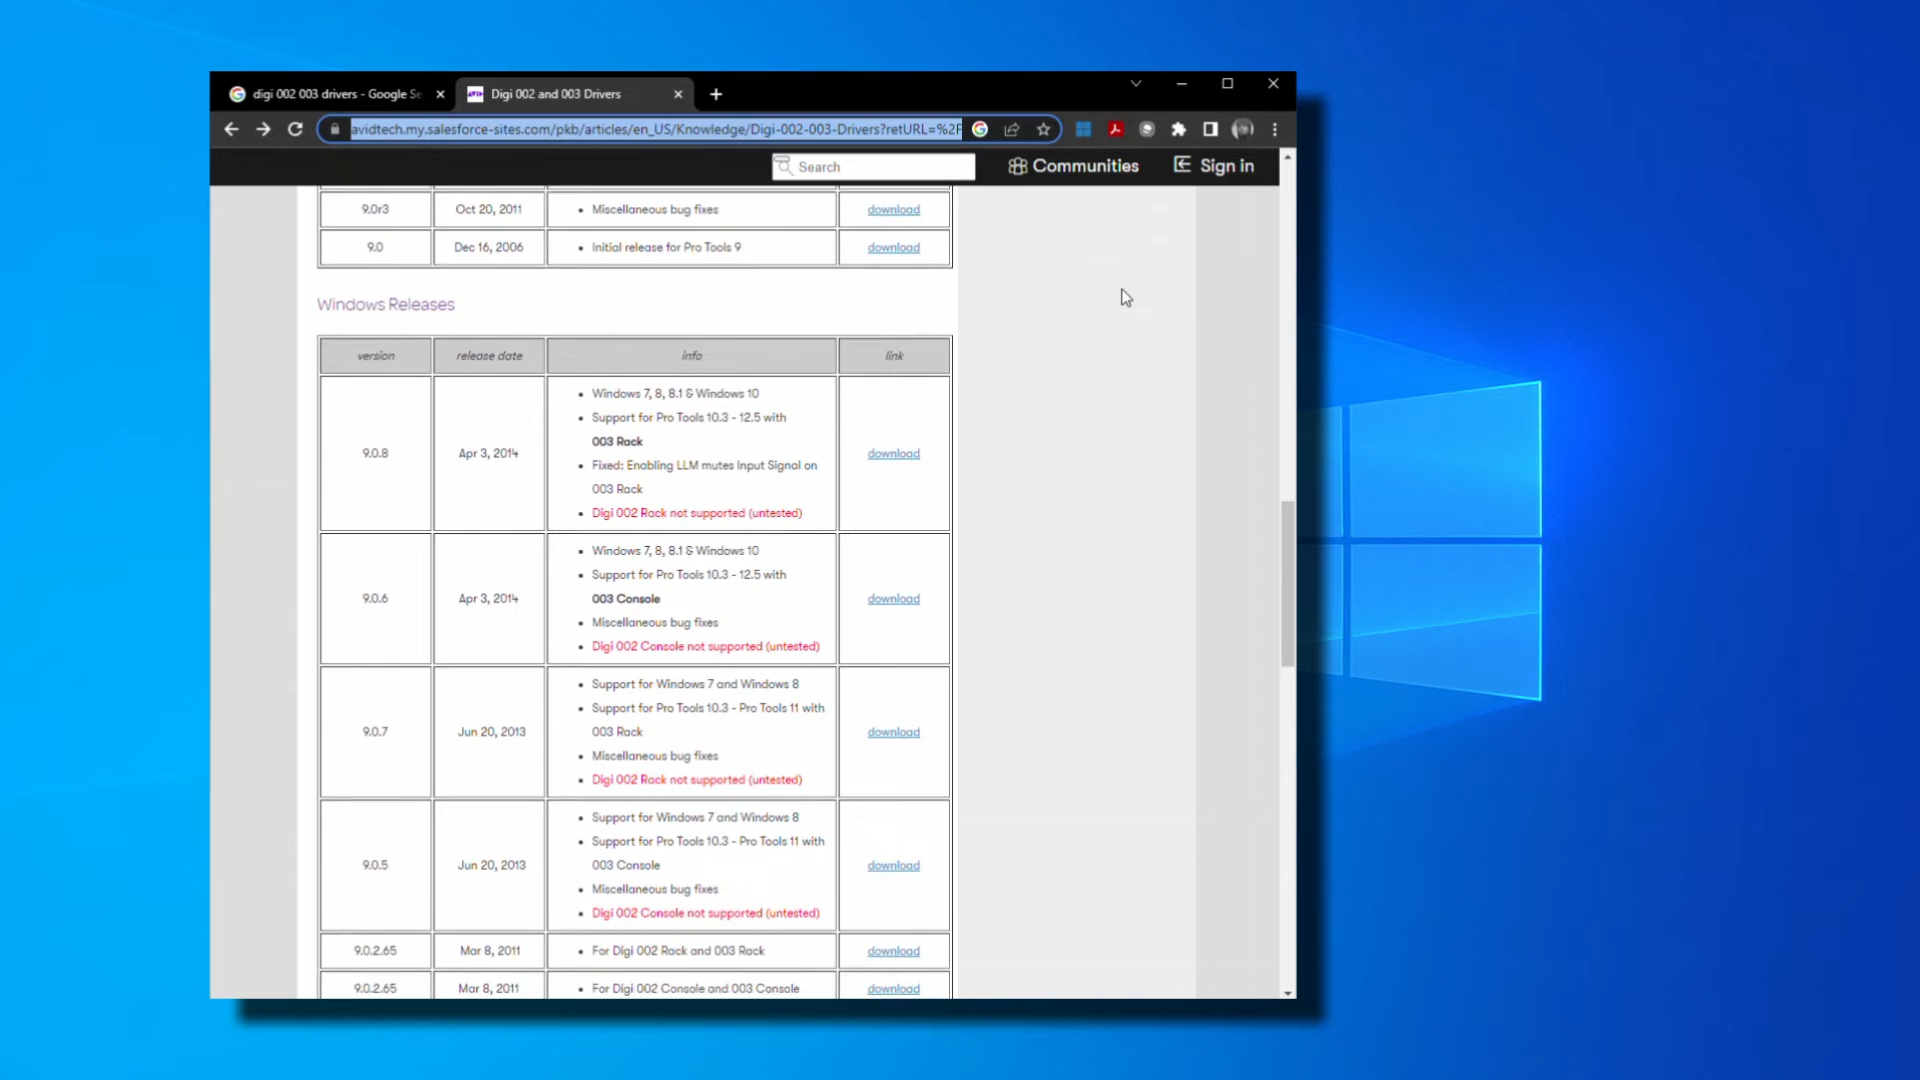 digi 002 003 drivers - Google Se
Digi 002 and 003 Drivers
avidtech.my.salesforce-sites.com/pkb/articles/en_US/Knowledge/Digi-002-003-Drivers?retURL=%2F
Search
Communities
Sign in
9.0r3 Oct 20, 2011 • Miscellaneous bug fixes download
9.0 Dec 16, 2006 • Initial release for Pro Tools 9 download
Windows Releases
version release date info link
• Windows 7, 8, 8.1 & Windows 10
• Support for Pro Tools 10.3 - 12.5 with
003 Rack
9.0.8 Apr 3, 2014 download
• Fixed: Enabling LLM mutes Input Signal on
003 Rack
• Digi 002 Rack not supported (untested)
• Windows 7, 8, 8.1 & Windows 10
• Support for Pro Tools 10.3 - 12.5 with
9.0.6 Apr 3, 2014 003 Console download
• Miscellaneous bug fixes
• Digi 002 Console not supported (untested)
• Support for Windows 7 and Windows 8
• Support for Pro Tools 10.3 - Pro Tools 11 with
9.0.7 Jun 20, 2013 003 Rack download
• Miscellaneous bug fixes
• Digi 002 Rack not supported (untested)
• Support for Windows 7 and Windows 8
• Support for Pro Tools 10.3 - Pro Tools 11 with
9.0.5 Jun 20, 2013 003 Console download
• Miscellaneous bug fixes
• Digi 002 Console not supported (untested)
9.0.2.65 Mar 8, 2011 • For Digi 002 Rack and 003 Rack download
9.0.2.65 Mar 8, 2011 • For Digi 002 Console and 003 Console download